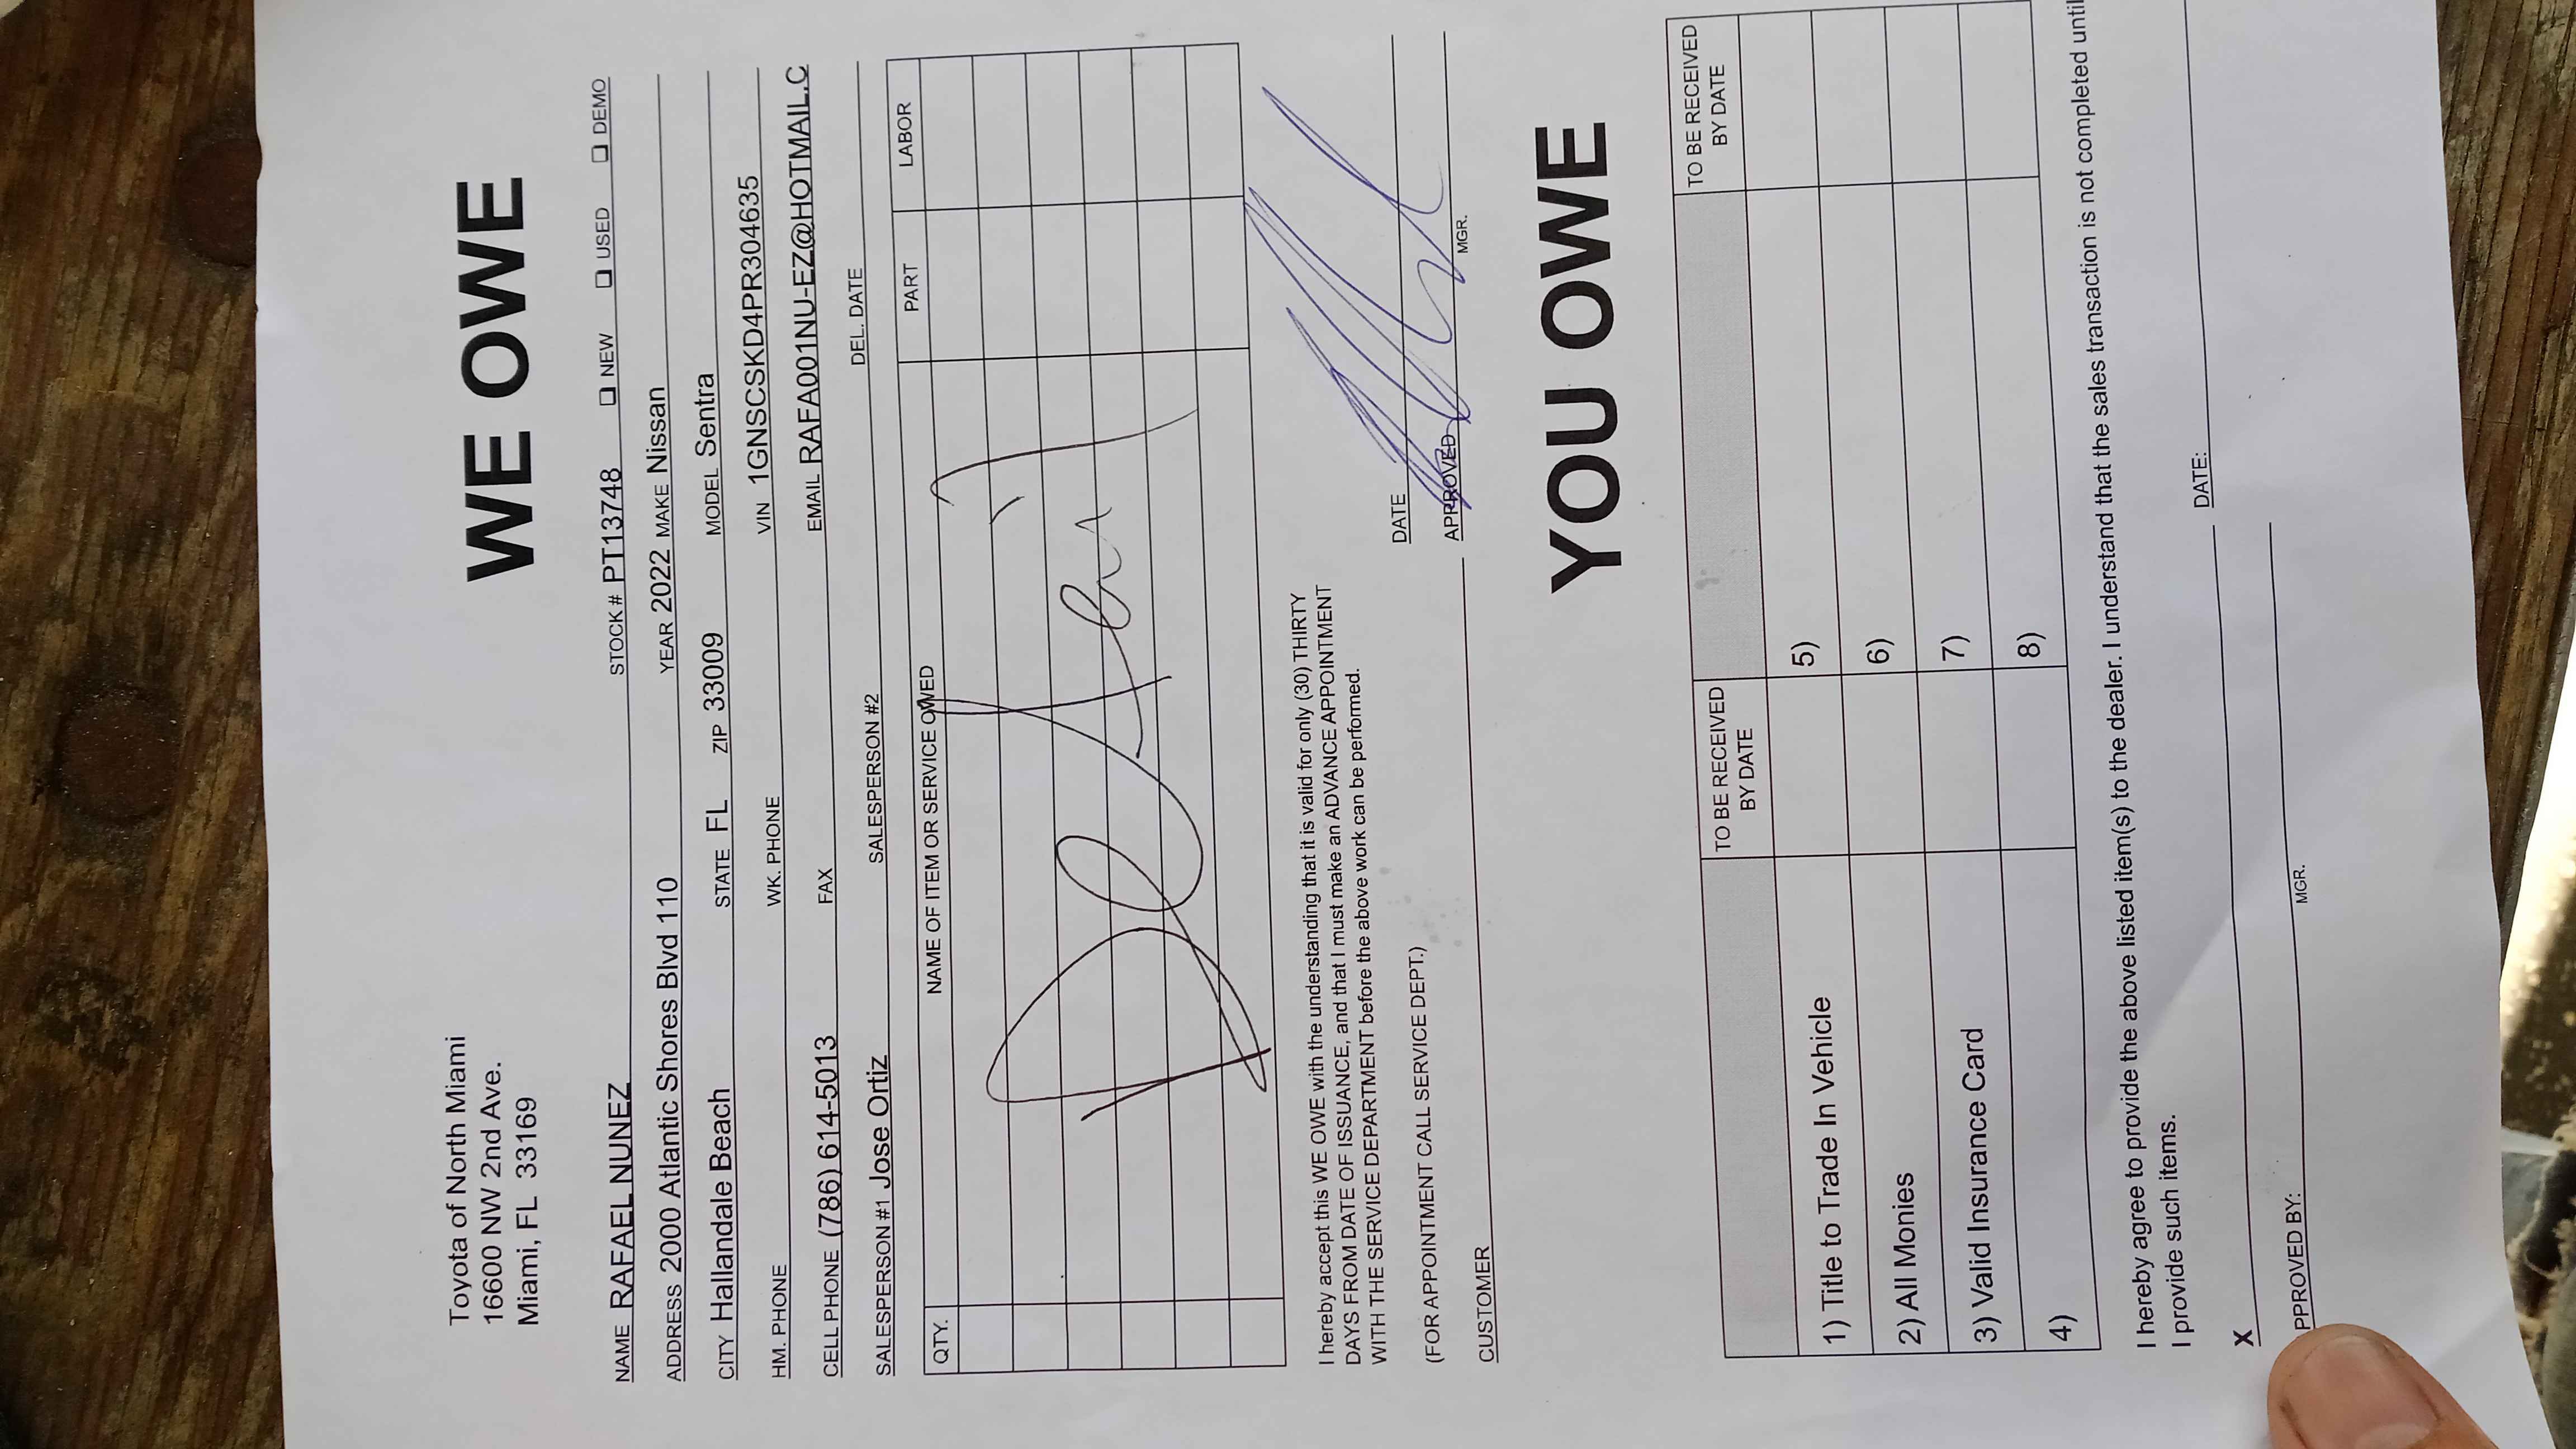 Toyota of North Miami
16600 NW 2nd Ave.
Miami, FL 33169
WE OWE
NAME RAFAEL NUNEZ STOCK # PT13748 ❑ NEW ❑ USED ❑ DEMO
ADDRESS 2000 Atlantic Shores Blvd 110 YEAR 2022 MAKE Nissan
CITY Hallandale Beach STATE FL ZIP 33009 MODEL Sentra
HM. PHONE WK. PHONE VIN 1GNSCSKD4PR304635
CELL PHONE (786) 614-5013 FAX EMAIL RAFA001NU-EZ@HOTMAIL.C
SALESPERSON #1 Jose Ortiz SALESPERSON #2 DEL. DATE
QTY. NAME OF ITEM OR SERVICE OWED PART LABOR
I hereby accept this WE OWE with the understanding that it is valid for only (30) THIRTY
DAYS FROM DATE OF ISSUANCE, and that I must make an ADVANCE APPOINTMENT
WITH THE SERVICE DEPARTMENT before the above work can be performed.
DATE
(FOR APPOINTMENT CALL SERVICE DEPT.)
CUSTOMER APPROVED MGR.
YOU OWE
TO BE RECEIVED BY DATE TO BE RECEIVED BY DATE
1) Title to Trade In Vehicle 5)
2) All Monies 6)
3) Valid Insurance Card 7)
4) 8)
I hereby agree to provide the above listed item(s) to the dealer. I understand that the sales transaction is not completed until
I provide such items.
X DATE:
PPROVED BY: MGR.